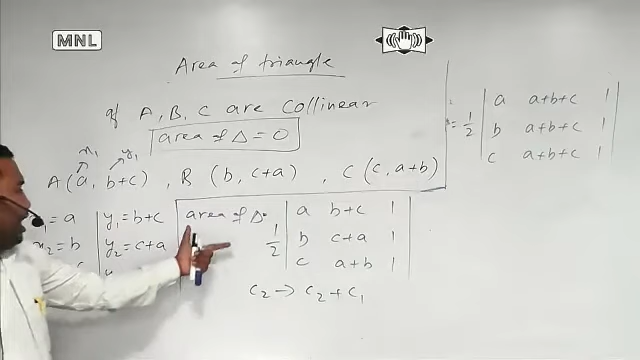 MNL
Area of triangle
If A, B, C are Collinear
area of Δ = 0
x₁ y₁
A(a, b+c) , B (b, c+a) , C (c, a+b)
x₁ = a | y₁ = b+c
x₂ = b | y₂ = c+a
area of Δ = 1/2 | a b+c 1 |
| b c+a 1 |
| c a+b 1 |
C₂ → C₂ + C₁
= 1/2 | a a+b+c 1 |
| b a+b+c 1 |
| c a+b+c 1 |